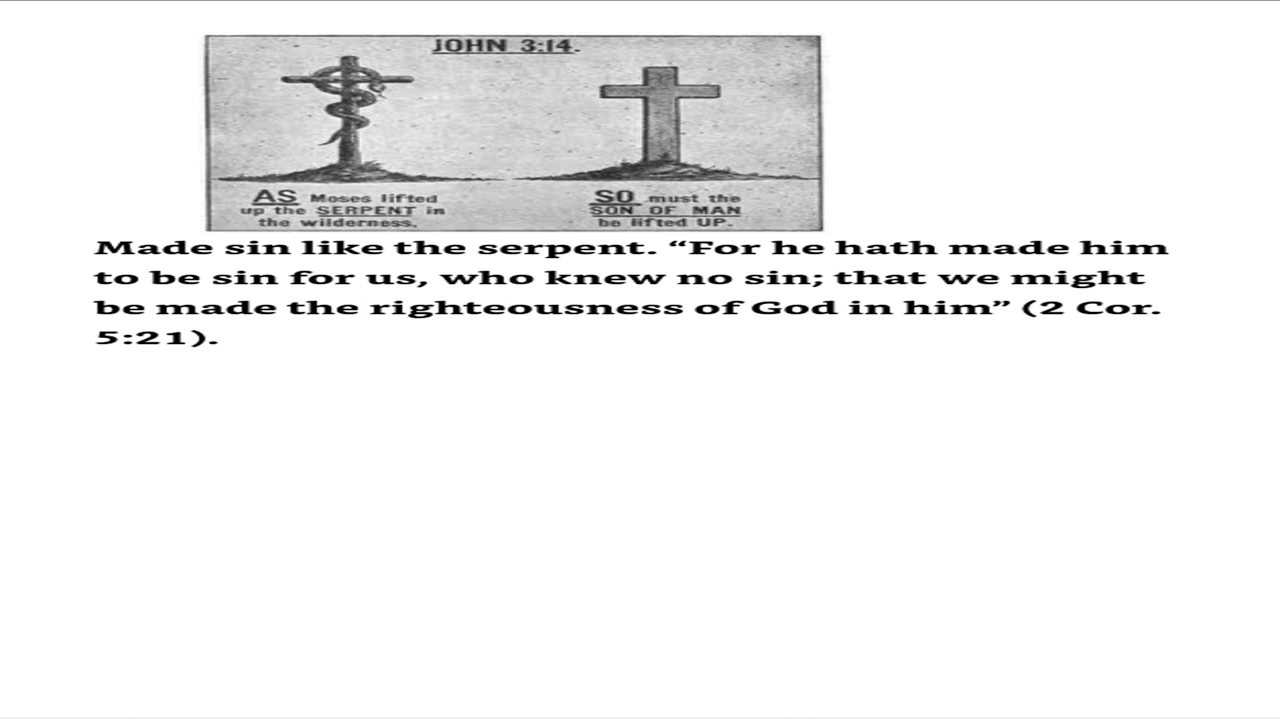 JOHN 3:14.
AS Moses lifted
up the SERPENT in
the wilderness.
SO must the
SON OF MAN
be lifted UP.
Made sin like the serpent. “For he hath made him
to be sin for us, who knew no sin; that we might
be made the righteousness of God in him” (2 Cor.
5:21).